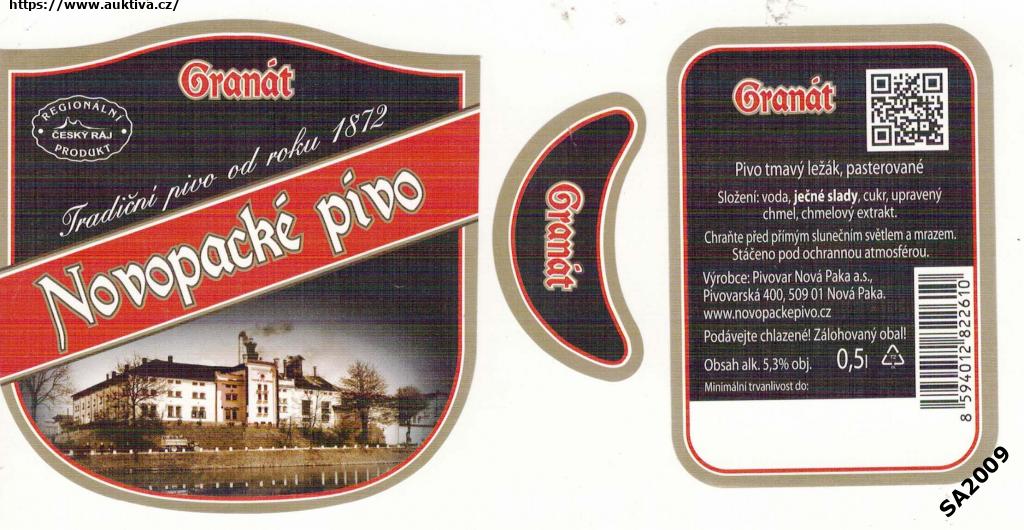 https://www.auktiva.cz/
Granát
REGIONÁLNÍ
ČESKÝ RÁJ
PRODUKT
Tradiční pivo od roku 1872
Novopacké pivo
Granát
Granát
Pivo tmavý ležák, pasterované
Složení: voda, ječné slady, cukr, upravený
chmel, chmelový extrakt.
Chraňte před přímým slunečním světlem a mrazem.
Stáčeno pod ochrannou atmosférou.
Výrobce: Pivovar Nová Paka a.s.,
Pivovarská 400, 509 01 Nová Paka.
www.novopackepivo.cz
Podávejte chlazené! Zálohovaný obal!
Obsah alk. 5,3% obj.
0,5l
Minimální trvanlivost do:
8 594012 822610
SA2009